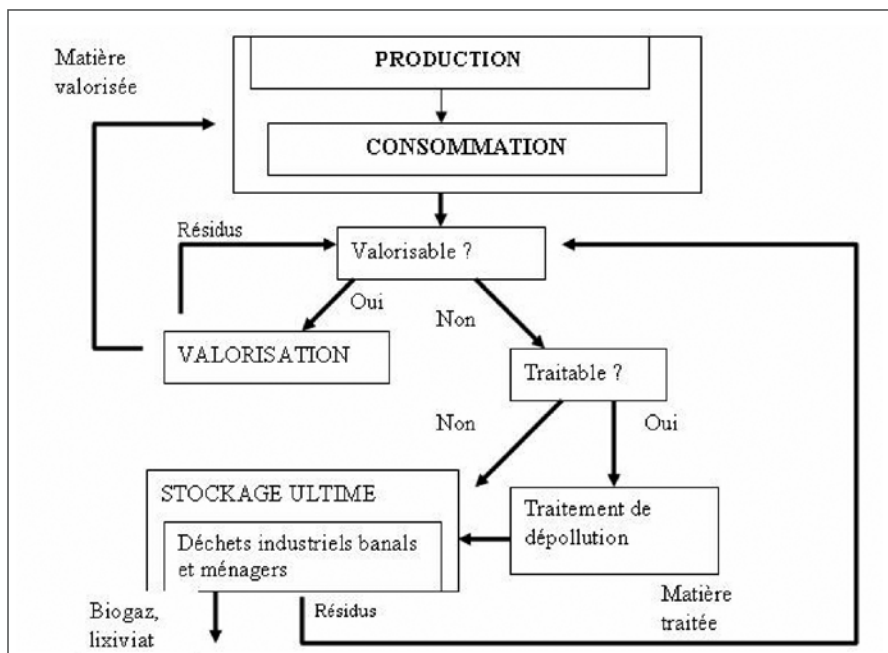 Matière
valorisée
PRODUCTION
CONSOMMATION
Résidus
Valorisable ?
Oui
Non
VALORISATION
Traitable ?
Non
Oui
STOCKAGE ULTIME
Déchets industriels banals
et ménagers
Traitement de
dépollution
Biogaz,
lixiviat
Résidus
Matière
traitée